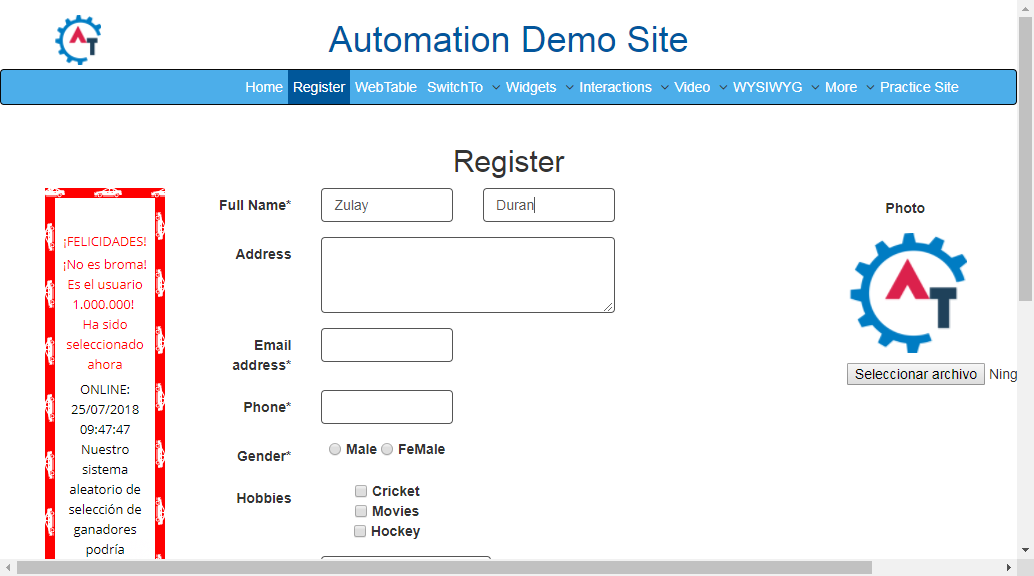 AT
Automation Demo Site
Home Register WebTable SwitchTo Widgets Interactions Video WYSIWYG More Practice Site
Register
¡FELICIDADES!
¡No es broma!
Es el usuario
1.000.000!
Ha sido
seleccionado
ahora
ONLINE:
25/07/2018
09:47:47
Nuestro
sistema
aleatorio de
selección de
ganadores
podría
Full Name* Zulay Duran
Address
Email
address*
Phone*
Gender* Male FeMale
Hobbies Cricket
Movies
Hockey
Photo
AT
Seleccionar archivo Ning